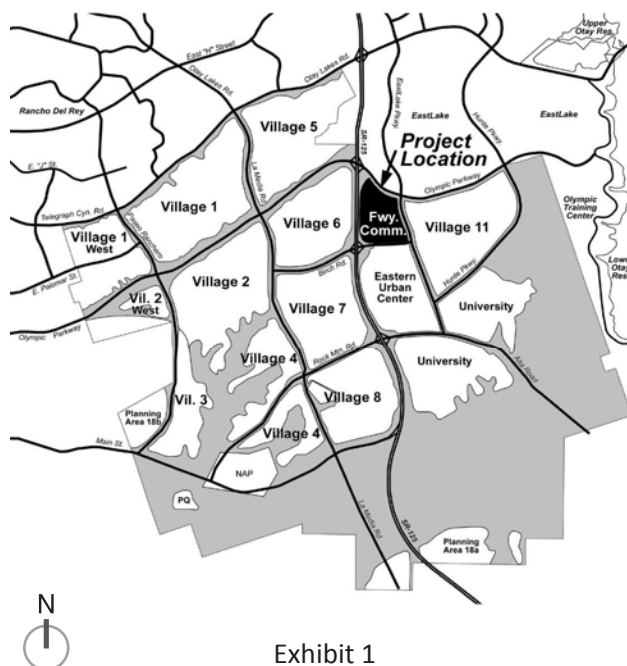 Upper
Otay Res.
East "H" Street
Otay Lakes Rd.
Otay Lakes Rd.
EastLake Pkwy
Hunte Pkwy
Rancho Del Rey
EastLake
EastLake
Village 5
SR-125
Project
Location
E. "J" St.
La Media Rd.
Olympic Parkway
Olympic
Training
Center
Telegraph Cyn. Rd.
Paseo Ranchero
Village 1
Village 6
Fwy.
Comm.
Village 11
Village 1
West
Lower
Otay
Res
E. Palomar St.
Birch Rd.
Eastern
Urban
Center
Hunte Pkwy
Village 2
Vil. 2
West
University
Village 7
Olympic Parkway
Village 4
Rock Mtn. Rd.
University
Alta Road
Vil. 3
Planning
Area 18b
Village 8
Village 4
Main St.
NAP
PQ
La Media Rd.
SR-125
Planning
Area 18a
N
Exhibit 1